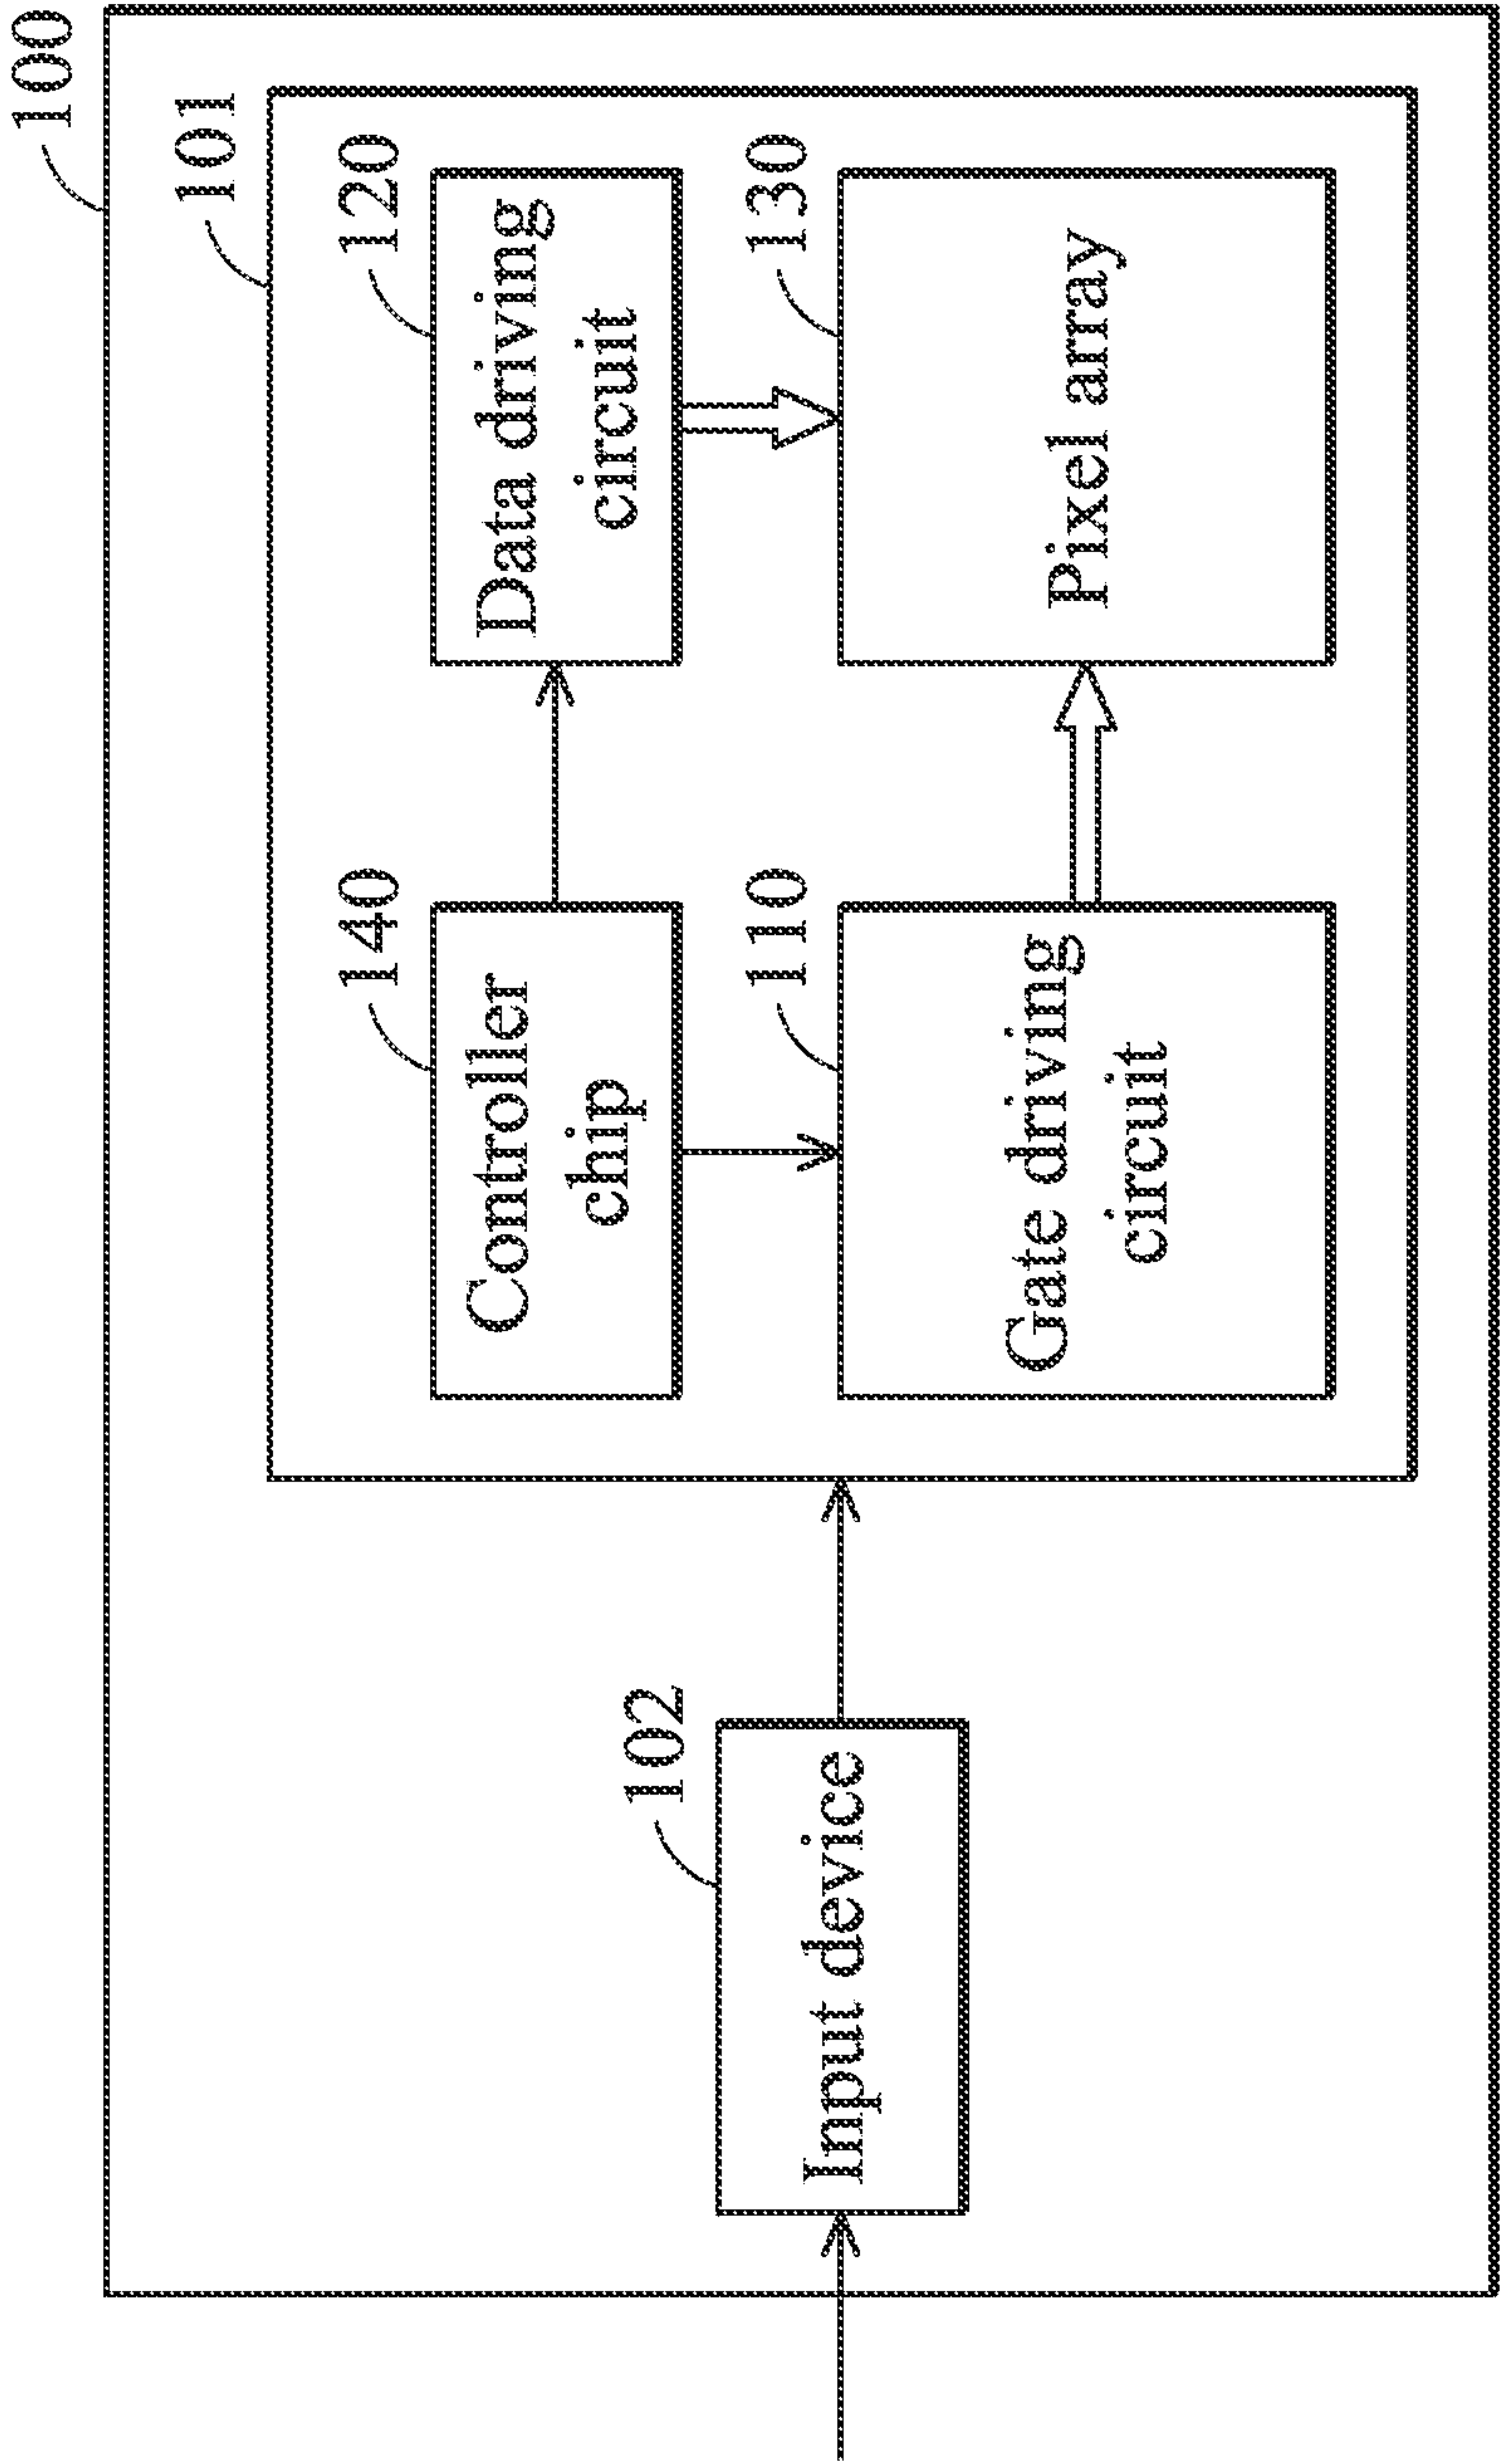 100
101
140
120
Controller
chip
Data driving
circuit
102
Input device
110
130
Gate driving
circuit
Pixel array